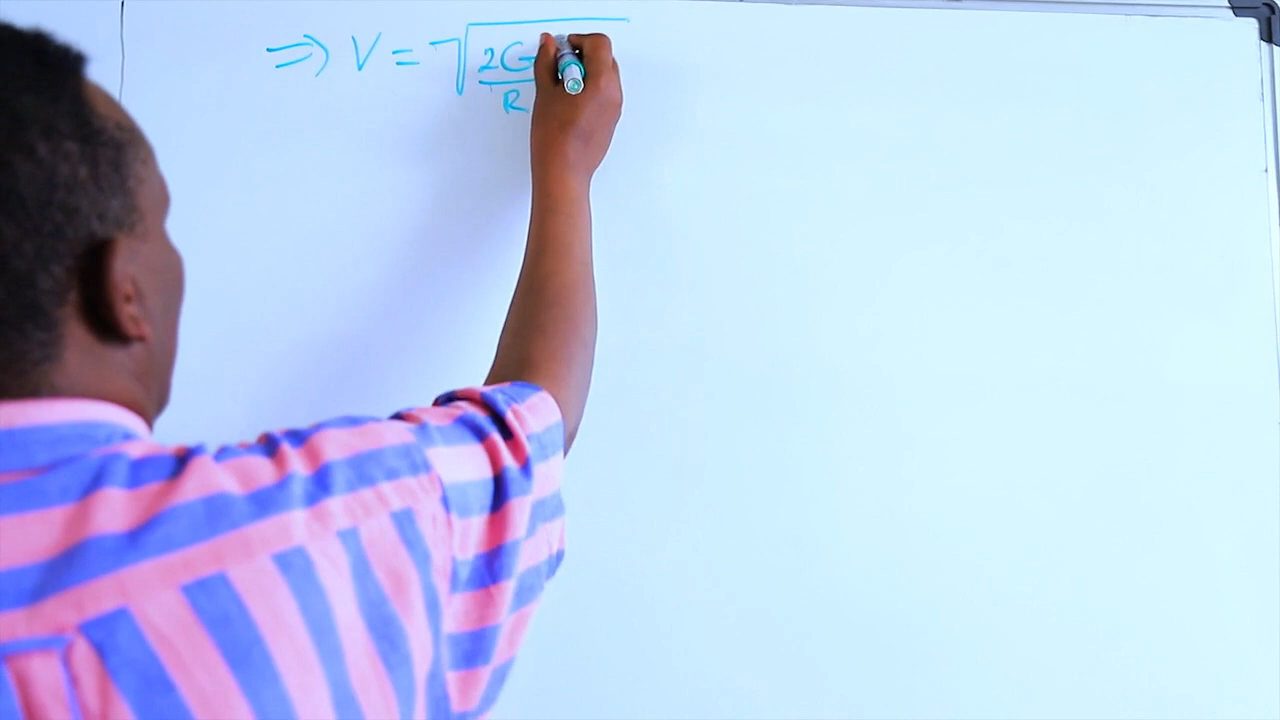 ⇒ V = √(2G/R